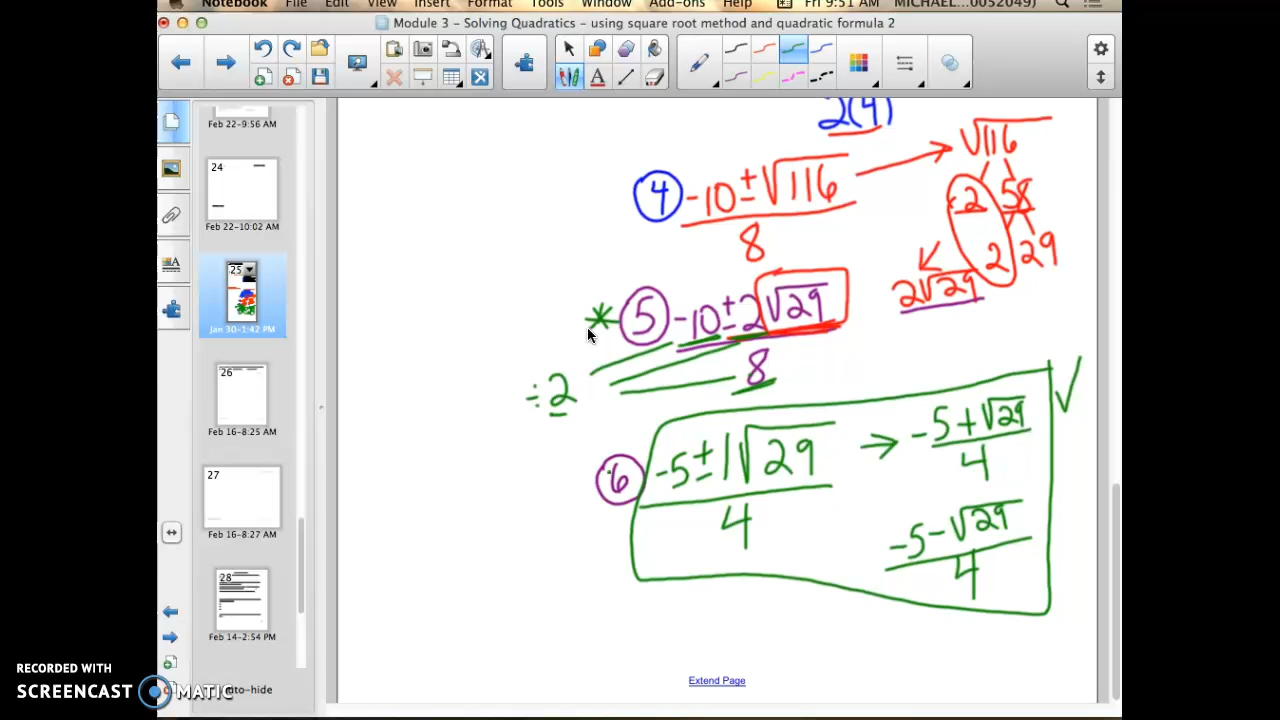 Notebook File Edit View Insert Format Tools Window Add-ons Help Fri 9:51 AM MICHAEL...0052049)
Module 3 - Solving Quadratics - using square root method and quadratic formula 2
Feb 22-9:56 AM
24
Feb 22-10:02 AM
25
Jan 30-1:42 PM
26
Feb 16-8:25 AM
27
Feb 16-8:27 AM
28
Feb 14-2:54 PM
2(4)
④ -10 ± √116 → √116
8
2 58
2 29
2√29
* ⑤ -10 ± 2√29
8
÷2
⑥ -5 ± 1√29 → -5 + √29 ✓
4 4
-5 - √29
4
Extend Page
RECORDED WITH
SCREENCAST MATIC